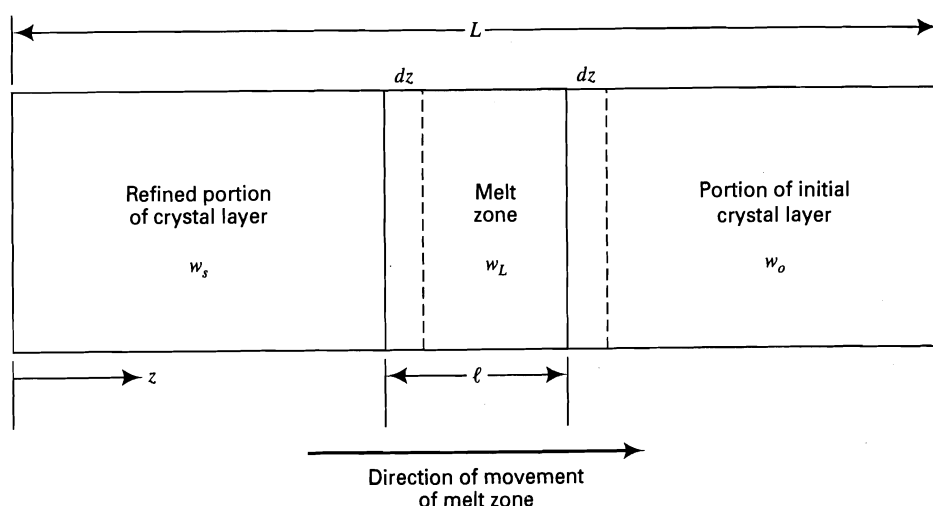 L
dz dz
Refined portion
of crystal layer
w_s
Melt
zone
w_L
Portion of initial
crystal layer
w_o
z
ℓ
Direction of movement
of melt zone